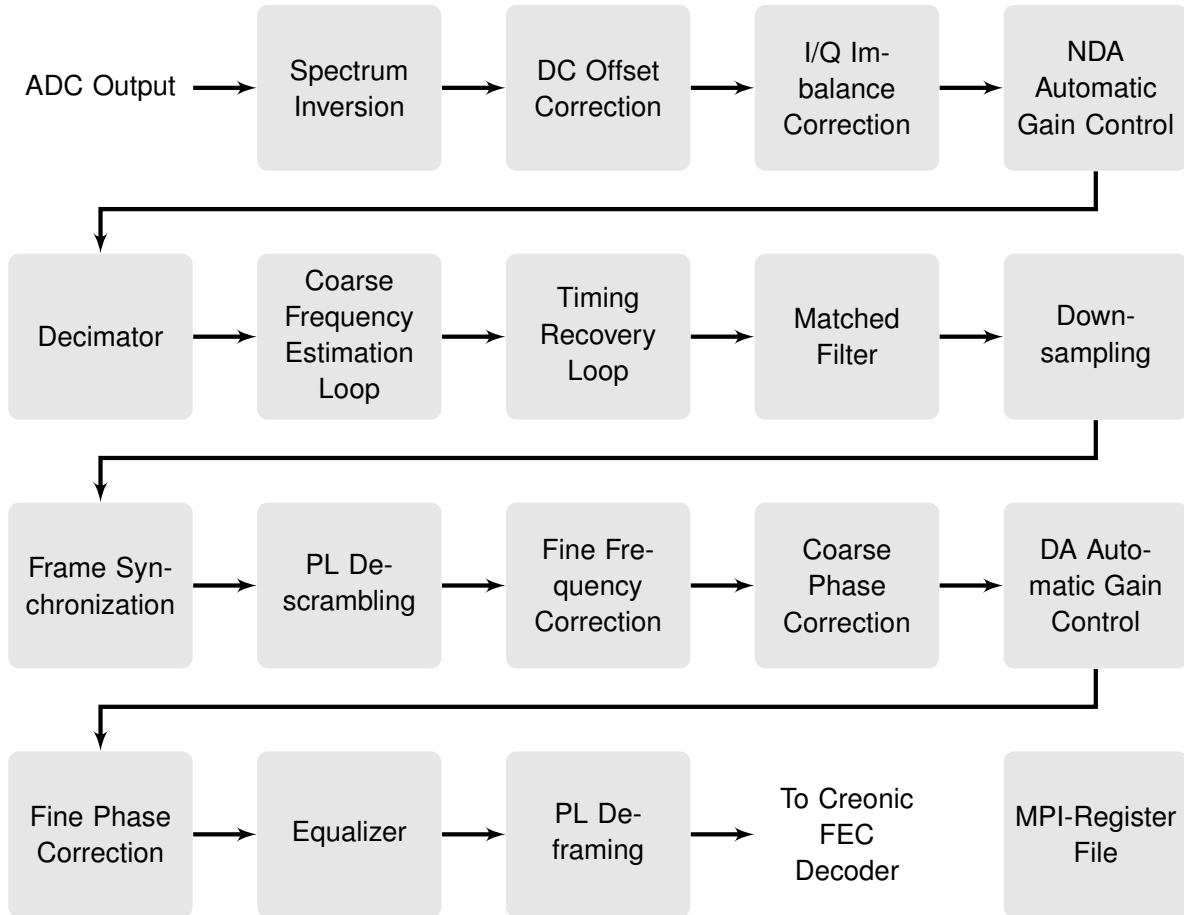 ADC Output
Spectrum
Inversion
DC Offset
Correction
I/Q Im-
balance
Correction
NDA
Automatic
Gain Control
Decimator
Coarse
Frequency
Estimation
Loop
Timing
Recovery
Loop
Matched
Filter
Down-
sampling
Frame Syn-
chronization
PL De-
scrambling
Fine Fre-
quency
Correction
Coarse
Phase
Correction
DA Auto-
matic Gain
Control
Fine Phase
Correction
Equalizer
PL De-
framing
To Creonic
FEC
Decoder
MPI-Register
File